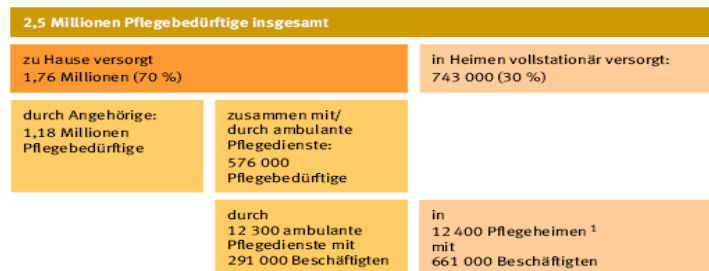 2,5 Millionen Pflegebedürftige insgesamt
zu Hause versorgt
1,76 Millionen (70 %)
in Heimen vollstationär versorgt:
743 000 (30 %)
durch Angehörige:
1,18 Millionen
Pflegebedürftige
zusammen mit/
durch ambulante
Pflegedienste:
576 000
Pflegebedürftige
durch
12 300 ambulante
Pflegedienste mit
291 000 Beschäftigten
in
12 400 Pflegeheimen ¹
mit
661 000 Beschäftigten